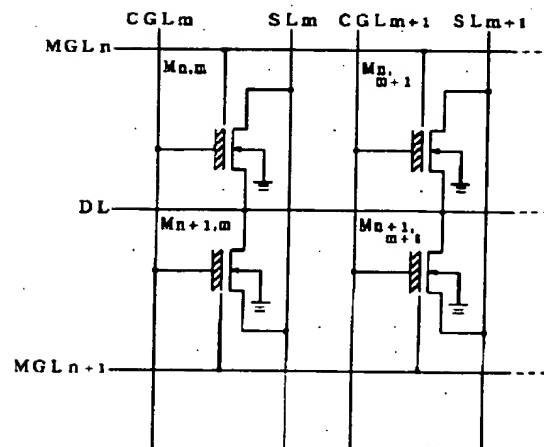 CGLm SLm CGLm+1 SLm+1
MGLn
Mn,m Mn,
m+1
DL
Mn+1,m Mn+1,
m+1
MGLn+1